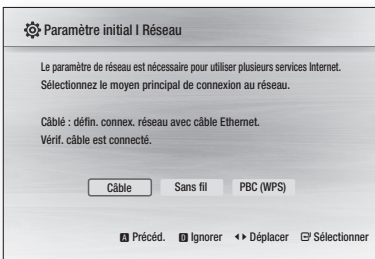 Paramètre initial I Réseau
Le paramètre de réseau est nécessaire pour utiliser plusieurs services Internet.
Sélectionnez le moyen principal de connexion au réseau.
Câblé : défin. connex. réseau avec câble Ethernet.
Vérif. câble est connecté.
Câble Sans fil PBC (WPS)
A Précéd. D Ignorer ◄► Déplacer Sélectionner